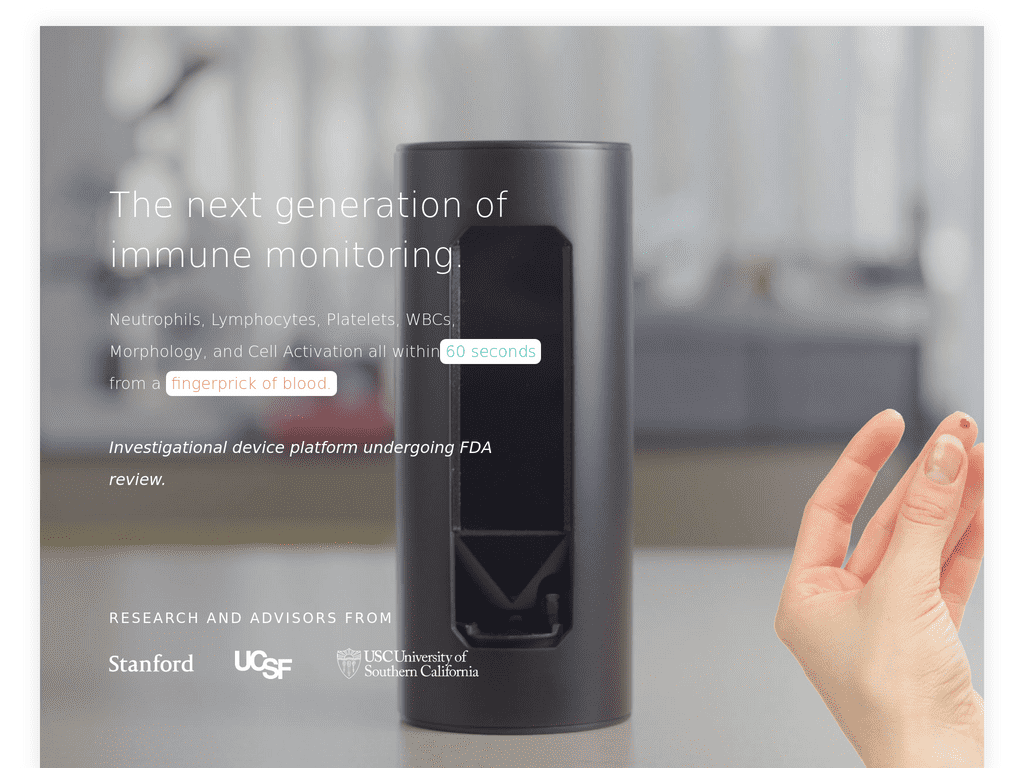 The next generation of
immune monitoring.
Neutrophils, Lymphocytes, Platelets, WBCs,
Morphology, and Cell Activation all within 60 seconds
from a fingerprick of blood.
Investigational device platform undergoing FDA
review.
RESEARCH AND ADVISORS FROM
Stanford
UCSF
USC University of
Southern California